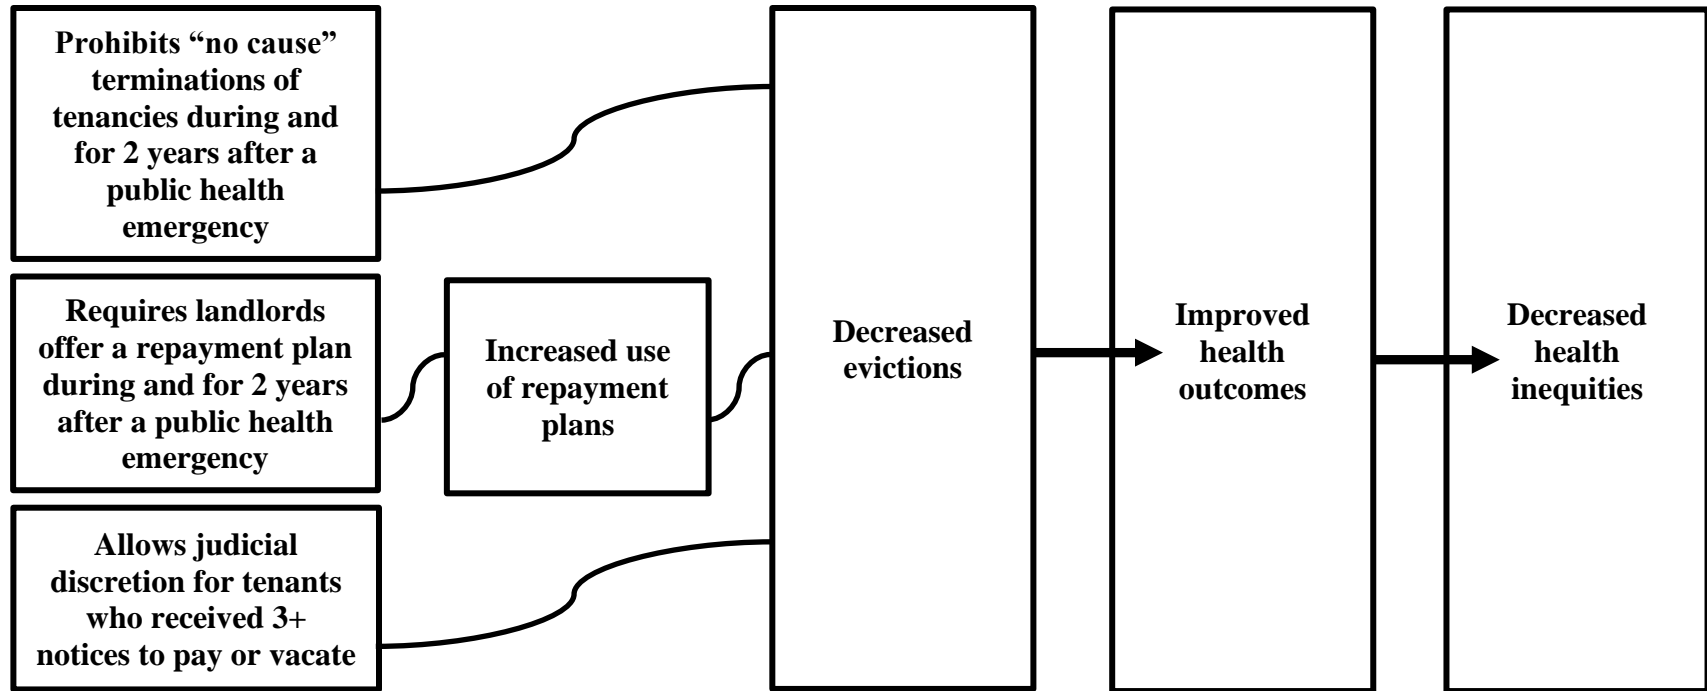 Prohibits “no cause”
terminations of
tenancies during and
for 2 years after a
public health
emergency
Requires landlords
offer a repayment plan
during and for 2 years
after a public health
emergency
Allows judicial
discretion for tenants
who received 3+
notices to pay or vacate
Increased use
of repayment
plans
Decreased
evictions
Improved
health
outcomes
Decreased
health
inequities